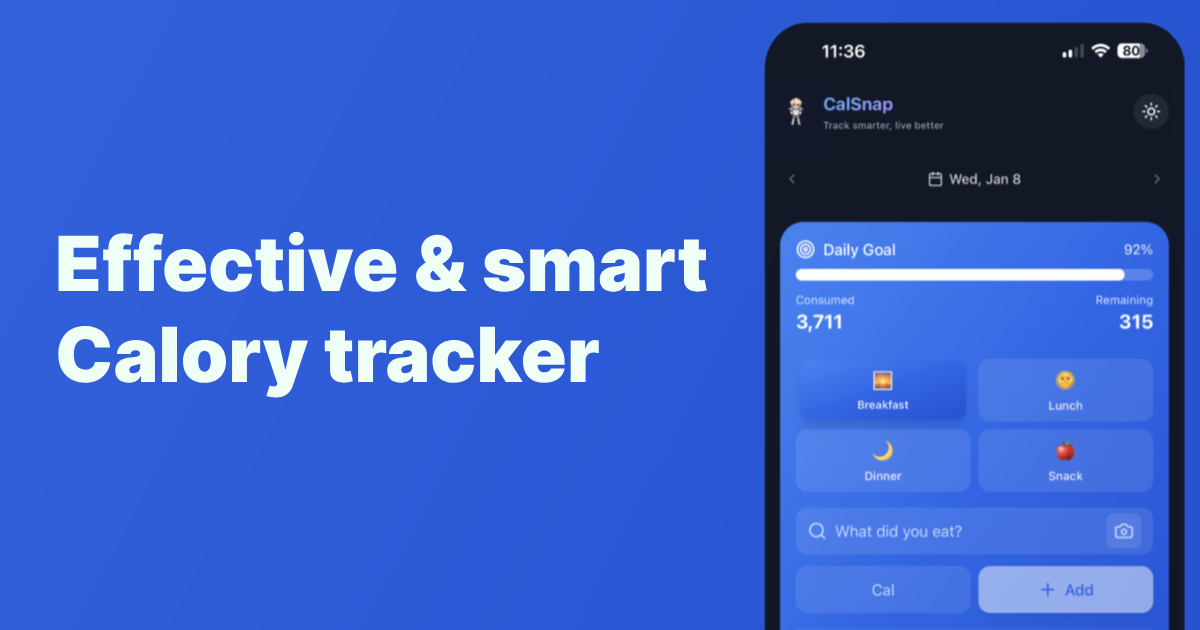 Effective & smart
Calory tracker
11:36
80
CalSnap
Track smarter, live better
Wed, Jan 8
Daily Goal
92%
Consumed
Remaining
3,711
315
Breakfast
Lunch
Dinner
Snack
What did you eat?
Cal
+ Add